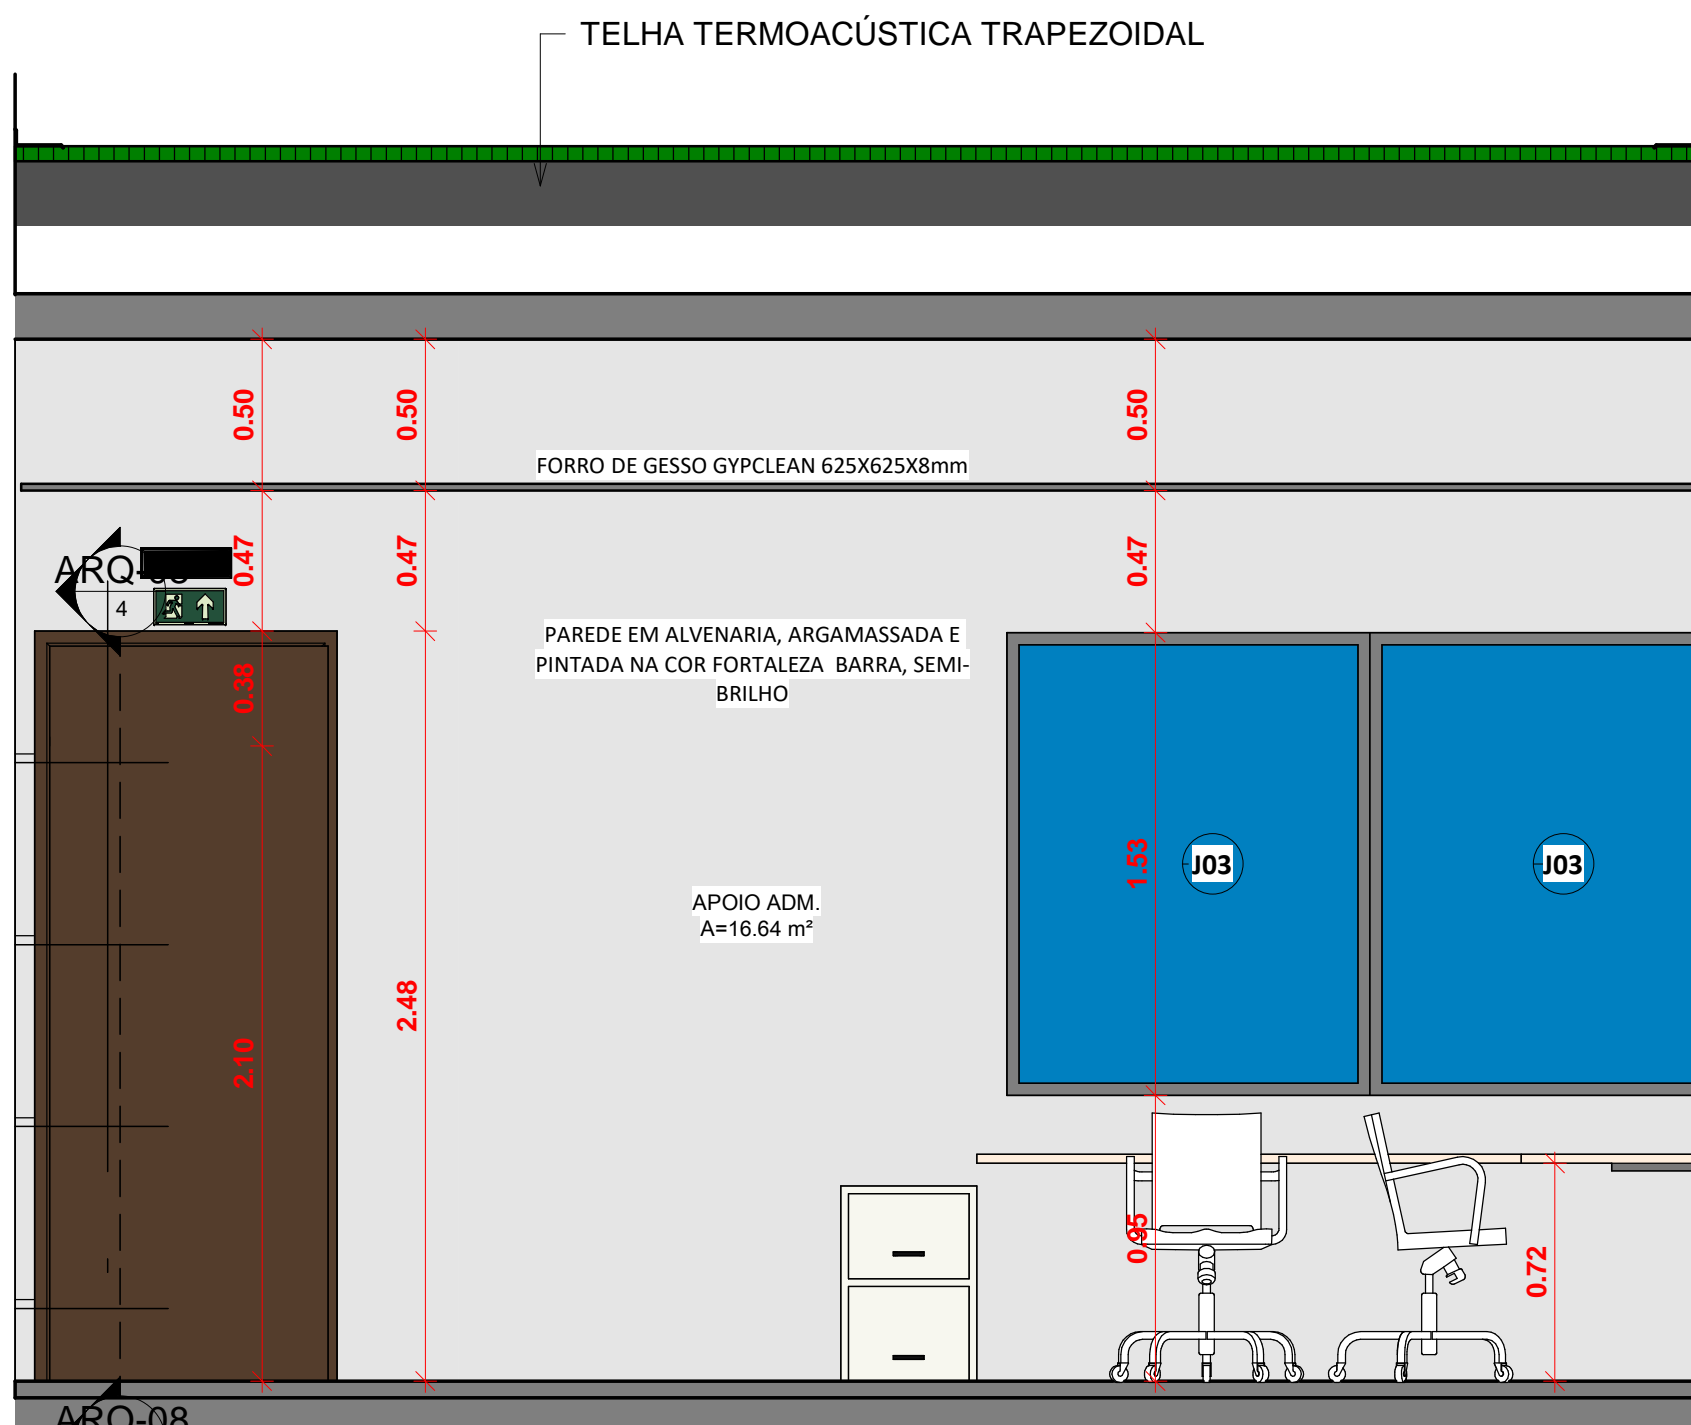 TELHA TERMOACÚSTICA TRAPEZOIDAL
0.50
0.50
0.50
FORRO DE GESSO GYPCLEAN 625X625X8mm
0.47
0.47
0.47
4
PAREDE EM ALVENARIA, ARGAMASSADA E
PINTADA NA COR FORTALEZA BARRA, SEMI-
BRILHO
0.38
1.53
J03
J03
APOIO ADM.
A=16.64 m²
2.48
2.10
0.95
0.72
ARQ-08